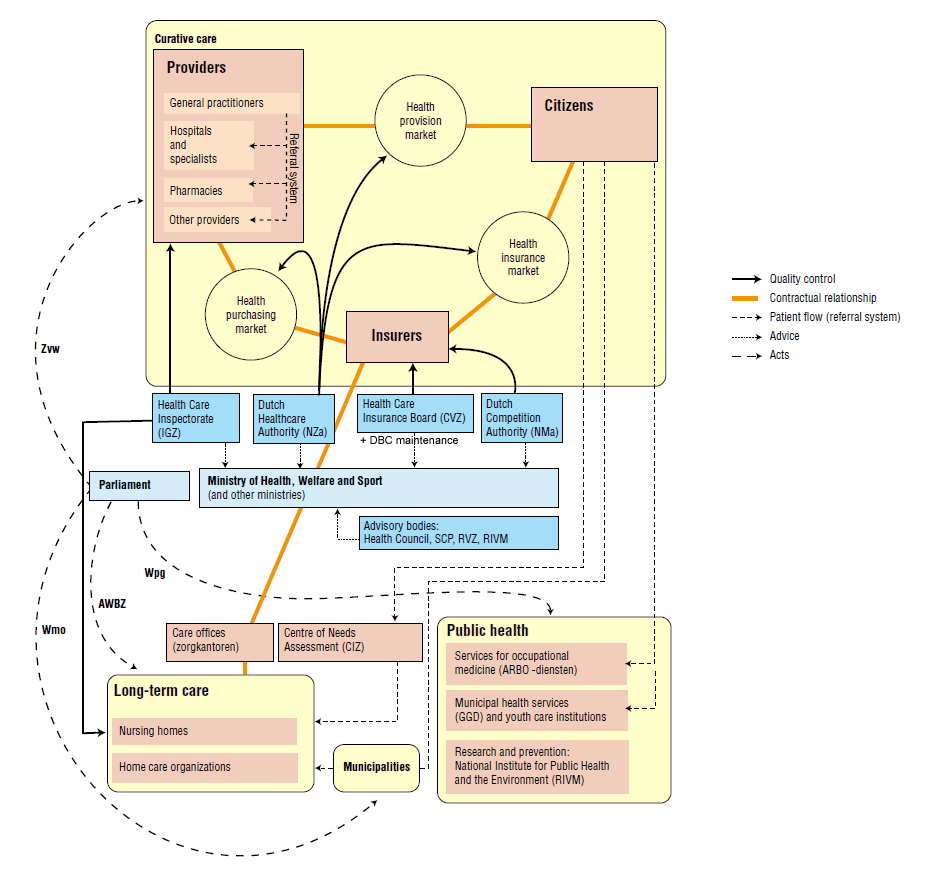 Curative care
Providers
General practitioners
Hospitals
and
specialists
Pharmacies
Other providers
Referral system
Health
provision
market
Citizens
Health
insurance
market
Health
purchasing
market
Insurers
Quality control
Contractual relationship
Patient flow (referral system)
Advice
Acts
Zvw
Health Care
Inspectorate
(IGZ)
Dutch
Healthcare
Authority (NZa)
Health Care
Insurance Board (CVZ)
+ DBC maintenance
Dutch
Competition
Authority (NMa)
Parliament
Ministry of Health, Welfare and Sport
(and other ministries)
Advisory bodies:
Health Council, SCP, RVZ, RIVM
Wpg
AWBZ
Wmo
Care offices
(zorgkantoren)
Centre of Needs
Assessment (CIZ)
Public health
Services for occupational
medicine (ARBO -diensten)
Municipal health services
(GGD) and youth care institutions
Research and prevention:
National Institute for Public Health
and the Environment (RIVM)
Long-term care
Nursing homes
Home care organizations
Municipalities